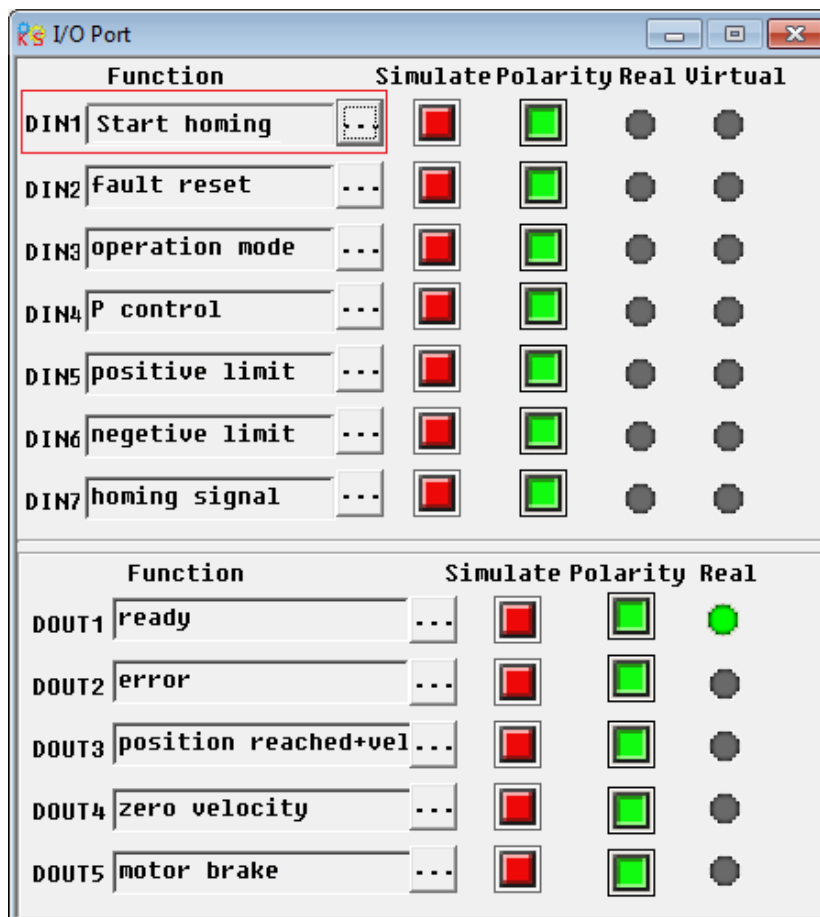 I/O Port
Function Simulate Polarity Real Virtual
DIN1 Start homing ...
DIN2 fault reset ...
DIN3 operation mode ...
DIN4 P control ...
DIN5 positive limit ...
DIN6 negetive limit ...
DIN7 homing signal ...
Function Simulate Polarity Real
DOUT1 ready ...
DOUT2 error ...
DOUT3 position reached+vel ...
DOUT4 zero velocity ...
DOUT5 motor brake ...